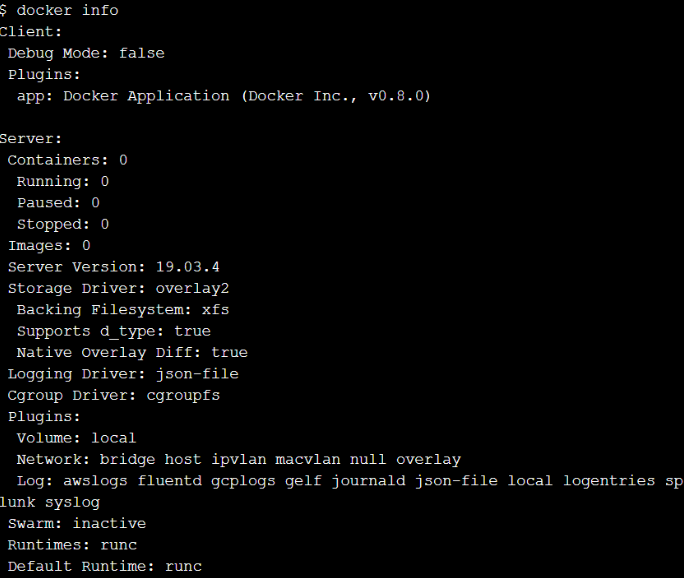 $ docker info
Client:
 Debug Mode: false
 Plugins:
  app: Docker Application (Docker Inc., v0.8.0)

Server:
 Containers: 0
  Running: 0
  Paused: 0
  Stopped: 0
 Images: 0
 Server Version: 19.03.4
 Storage Driver: overlay2
  Backing Filesystem: xfs
  Supports d_type: true
  Native Overlay Diff: true
 Logging Driver: json-file
 Cgroup Driver: cgroupfs
 Plugins:
  Volume: local
  Network: bridge host ipvlan macvlan null overlay
  Log: awslogs fluentd gcplogs gelf journald json-file local logentries sp
lunk syslog
 Swarm: inactive
 Runtimes: runc
 Default Runtime: runc